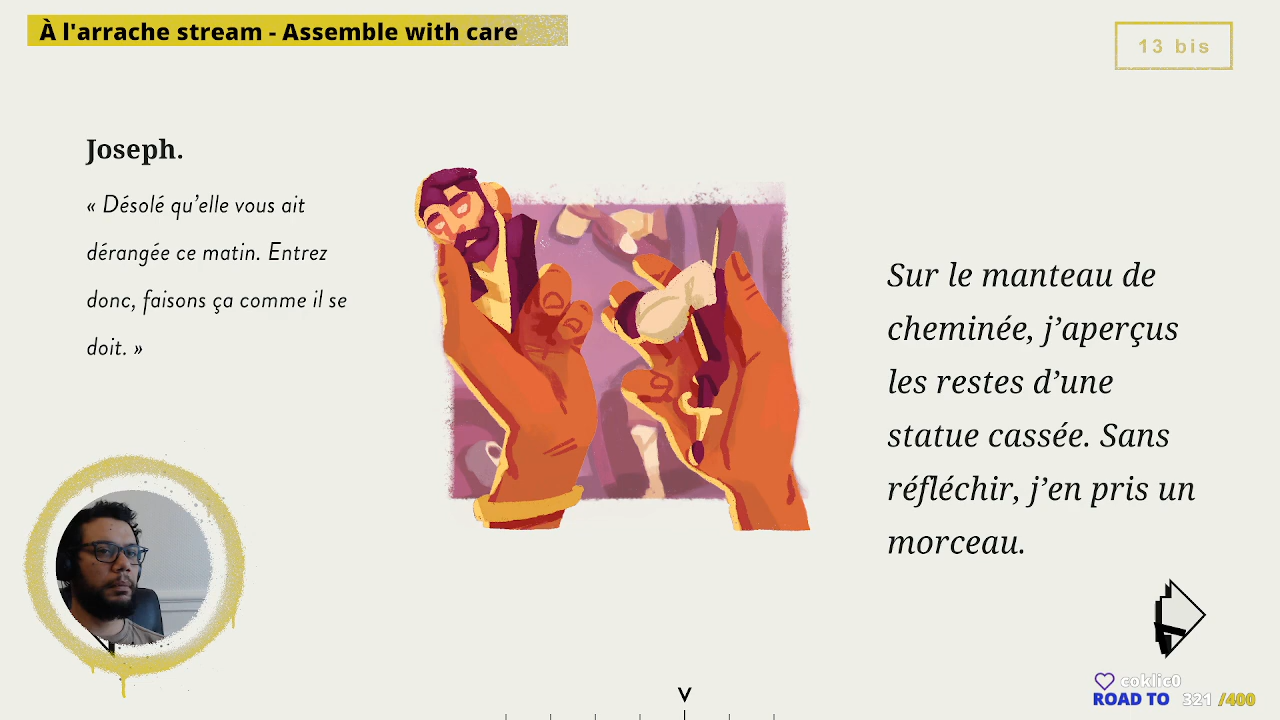 À l'arrache stream - Assemble with care
13 bis
Joseph.
« Désolé qu’elle vous ait
dérangée ce matin. Entrez
donc, faisons ça comme il se
doit. »
Sur le manteau de
cheminée, j’aperçus
les restes d’une
statue cassée. Sans
réfléchir, j’en pris un
morceau.
coklic0
ROAD TO 321 /400